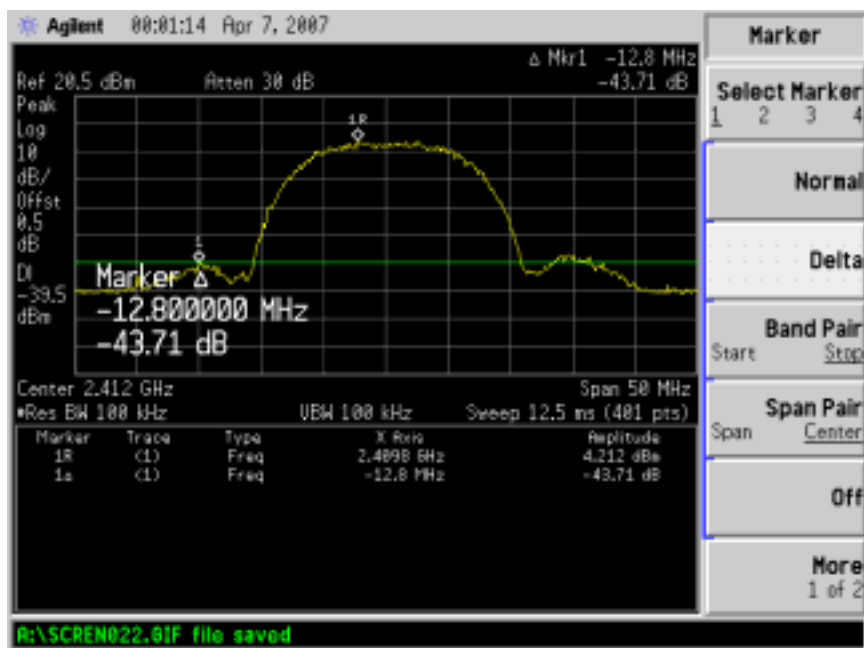 Agilent 00:01:14 Apr 7, 2007
Δ Mkr1 -12.8 MHz
Ref 20.5 dBm Atten 30 dB -43.71 dB
Peak
Log
10
dB/
Offst
0.5
dB
DI
-39.5
dBm
1R
1
Marker Δ
-12.800000 MHz
-43.71 dB
Center 2.412 GHz Span 50 MHz
*Res BW 100 kHz VBW 100 kHz Sweep 12.5 ms (401 pts)
Marker Trace Type X Axis Amplitude
1R (1) Freq 2.4098 GHz 4.212 dBm
1Δ (1) Freq -12.8 MHz -43.71 dB
A:\SCREN022.GIF file saved
Marker
Select Marker
1 2 3 4
Normal
Delta
Band Pair
Start Stop
Span Pair
Span Center
Off
More
1 of 2